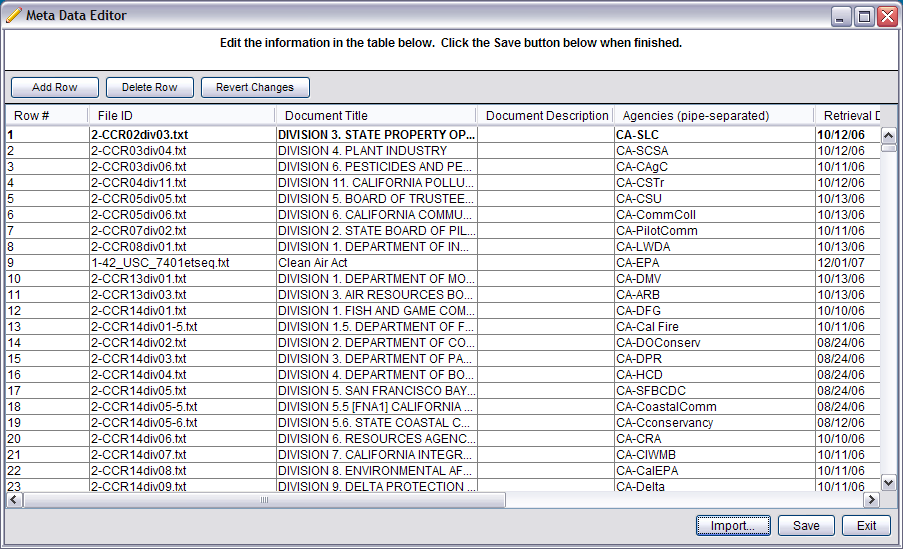 Meta Data Editor
Edit the information in the table below. Click the Save button below when finished.
Add Row Delete Row Revert Changes
Row # File ID Document Title Document Description Agencies (pipe-separated) Retrieval D
1 2-CCR02div03.txt DIVISION 3. STATE PROPERTY OP... CA-SLC 10/12/06
2 2-CCR03div04.txt DIVISION 4. PLANT INDUSTRY CA-SCSA 10/12/06
3 2-CCR03div06.txt DIVISION 6. PESTICIDES AND PE... CA-CAgC 10/11/06
4 2-CCR04div11.txt DIVISION 11. CALIFORNIA POLLU... CA-CSTr 10/12/06
5 2-CCR05div05.txt DIVISION 5. BOARD OF TRUSTEE... CA-CSU 10/13/06
6 2-CCR05div06.txt DIVISION 6. CALIFORNIA COMMU... CA-CommColl 10/13/06
7 2-CCR07div02.txt DIVISION 2. STATE BOARD OF PIL... CA-PilotComm 10/11/06
8 2-CCR08div01.txt DIVISION 1. DEPARTMENT OF IN... CA-LWDA 10/13/06
9 1-42_USC_7401etseq.txt Clean Air Act CA-EPA 12/01/07
10 2-CCR13div01.txt DIVISION 1. DEPARTMENT OF MO... CA-DMV 10/13/06
11 2-CCR13div03.txt DIVISION 3. AIR RESOURCES BO... CA-ARB 10/13/06
12 2-CCR14div01.txt DIVISION 1. FISH AND GAME COM... CA-DFG 10/10/06
13 2-CCR14div01-5.txt DIVISION 1.5. DEPARTMENT OF F... CA-Cal Fire 10/11/06
14 2-CCR14div02.txt DIVISION 2. DEPARTMENT OF CO... CA-DOConserv 08/24/06
15 2-CCR14div03.txt DIVISION 3. DEPARTMENT OF PA... CA-DPR 08/24/06
16 2-CCR14div04.txt DIVISION 4. DEPARTMENT OF BO... CA-HCD 08/24/06
17 2-CCR14div05.txt DIVISION 5. SAN FRANCISCO BAY... CA-SFBCDC 08/24/06
18 2-CCR14div05-5.txt DIVISION 5.5 [FNA1] CALIFORNIA ... CA-CoastalComm 08/24/06
19 2-CCR14div05-6.txt DIVISION 5.6. STATE COASTAL C... CA-Cconservancy 08/12/06
20 2-CCR14div06.txt DIVISION 6. RESOURCES AGENC... CA-CRA 10/10/06
21 2-CCR14div07.txt DIVISION 7. CALIFORNIA INTEGR... CA-CIWMB 10/11/06
22 2-CCR14div08.txt DIVISION 8. ENVIRONMENTAL AF... CA-CalEPA 10/11/06
23 2-CCR14div09.txt DIVISION 9. DELTA PROTECTION ... CA-Delta 10/11/06
Import... Save Exit